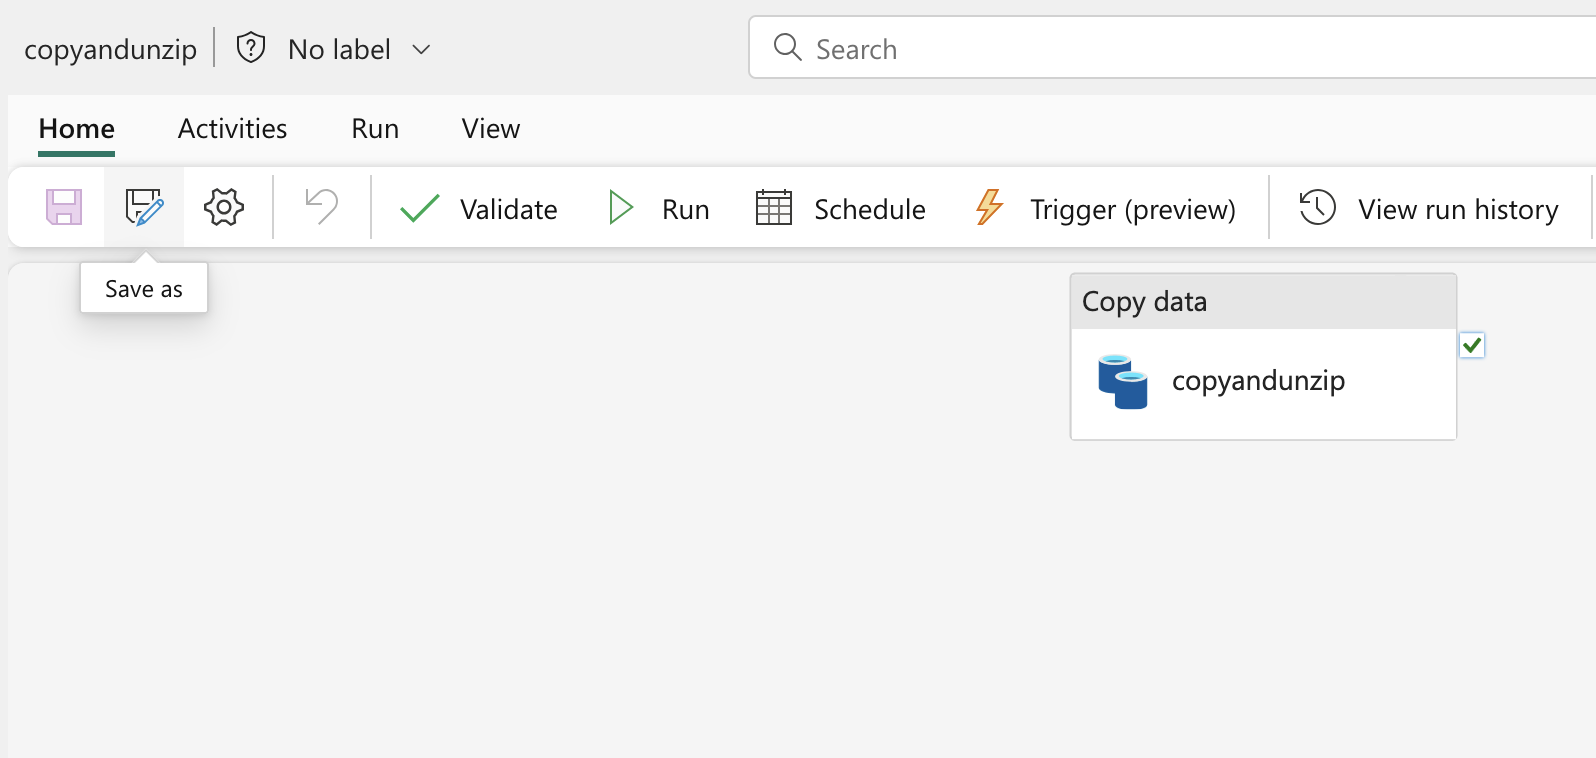 copyandunzip
No label
Search
Home
Activities
Run
View
Validate
Run
Schedule
Trigger (preview)
View run history
Save as
Copy data
copyandunzip